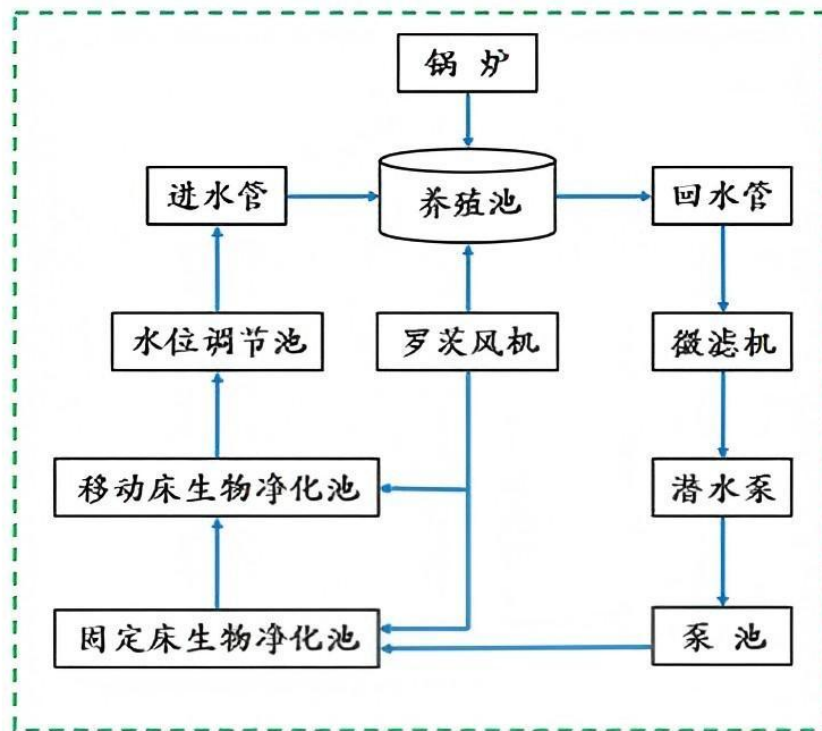 锅炉
进水管
养殖池
回水管
水位调节池
罗茨风机
微滤机
移动床生物净化池
潜水泵
固定床生物净化池
泵池